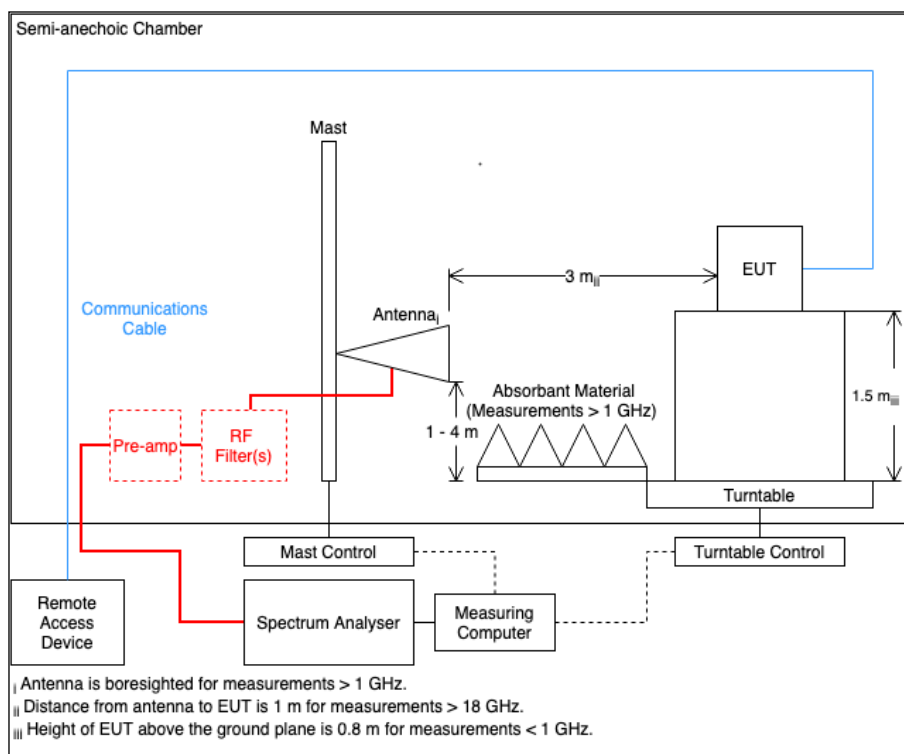 Semi-anechoic Chamber
Mast
EUT
3 mii
Communications
Cable
Antennai
Absorbant Material
(Measurements > 1 GHz)
1.5 miii
1 - 4 m
Pre-amp
RF
Filter(s)
Turntable
Mast Control
Turntable Control
Remote
Access
Device
Spectrum Analyser
Measuring
Computer
i Antenna is boresighted for measurements > 1 GHz.
ii Distance from antenna to EUT is 1 m for measurements > 18 GHz.
iii Height of EUT above the ground plane is 0.8 m for measurements < 1 GHz.